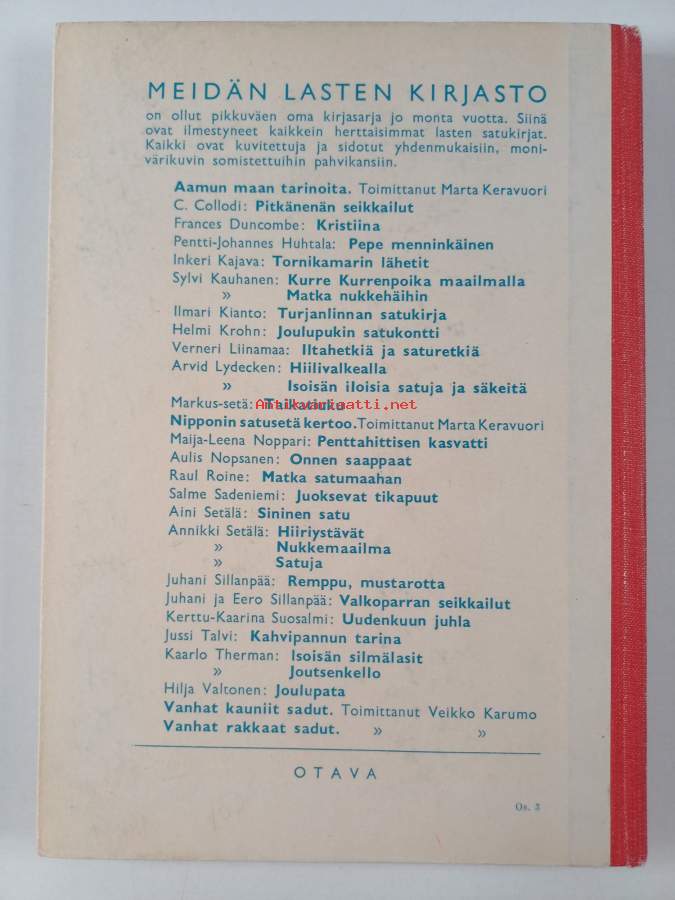 MEIDÄN LASTEN KIRJASTO
on ollut pikkuväen oma kirjasarja jo monta vuotta. Siinä
ovat ilmestyneet kaikkein herttaisimmat lasten satukirjat.
Kaikki ovat kuvitettuja ja sidotut yhdenmukaisiin, moni-
värikuvin somistettuihin pahvikansiin.
Aamun maan tarinoita. Toimittanut Marta Keravuori
C. Collodi: Pitkänenän seikkailut
Frances Duncombe: Kristiina
Pentti-Johannes Huhtala: Pepe menninkäinen
Inkeri Kajava: Tornikamarin lähetit
Sylvi Kauhanen: Kurre Kurrenpoika maailmalla
» Matka nukkehäihin
Ilmari Kianto: Turjanlinnan satukirja
Helmi Krohn: Joulupukin satukontti
Verneri Liinamaa: Iltahetkiä ja saturetkiä
Arvid Lydecken: Hiilivalkealla
» Isoisän iloisia satuja ja säkeitä
Markus-setä: Taikatiuku
Antikvariaatti.net
Nipponin satusetä kertoo. Toimittanut Marta Keravuori
Maija-Leena Noppari: Penttahittisen kasvatti
Aulis Nopsanen: Onnen saappaat
Raul Roine: Matka satumaahan
Salme Sadeniemi: Juoksevat tikapuut
Aini Setälä: Sininen satu
Annikki Setälä: Hiiriystävät
» Nukkemaailma
» Satuja
Juhani Sillanpää: Remppu, mustarotta
Juhani ja Eero Sillanpää: Valkoparran seikkailut
Kerttu-Kaarina Suosalmi: Uudenkuun juhla
Jussi Talvi: Kahvipannun tarina
Kaarlo Therman: Isoisän silmälasit
» Joutsenkello
Hilja Valtonen: Joulupata
Vanhat kauniit sadut. Toimittanut Veikko Karumo
Vanhat rakkaat sadut. » »
OTAVA
Os. 3